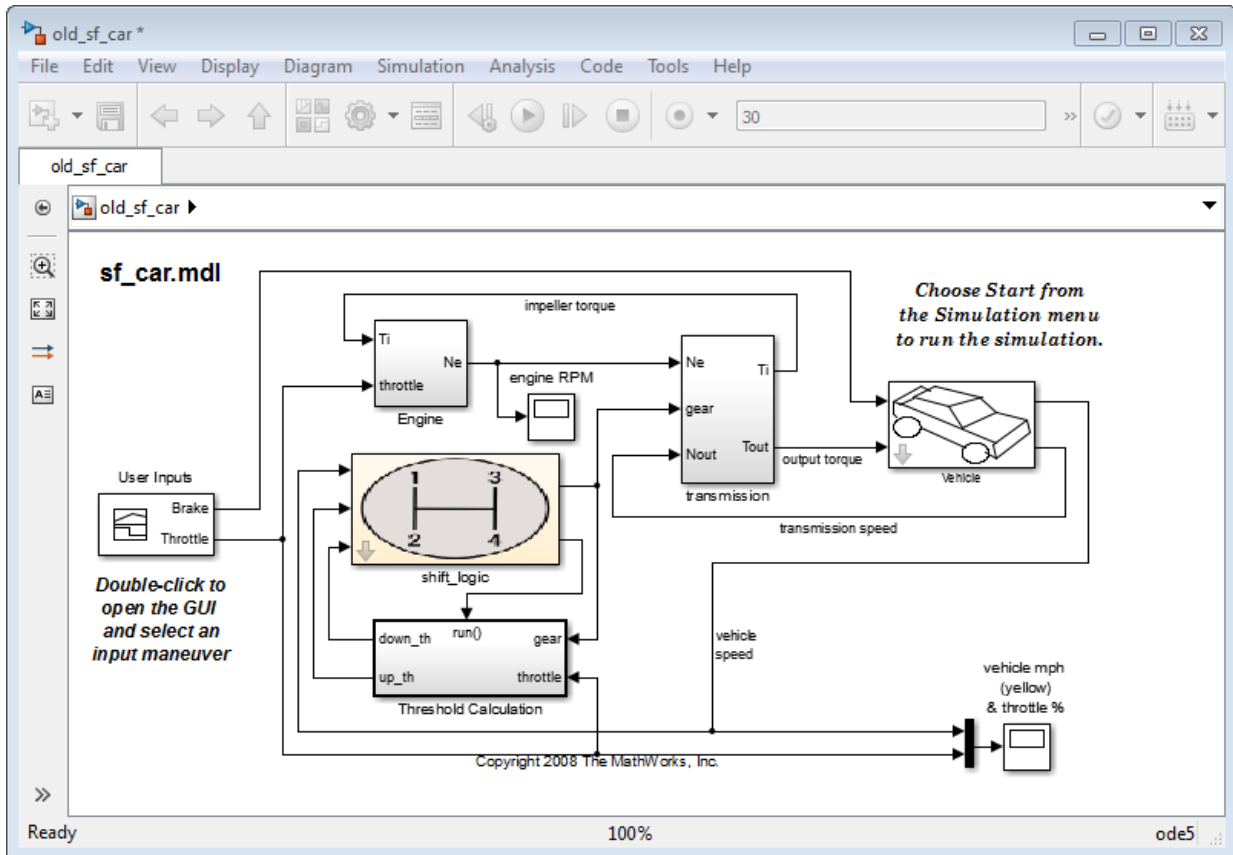 old_sf_car *
File Edit View Display Diagram Simulation Analysis Code Tools Help
30
old_sf_car
old_sf_car
sf_car.mdl
impeller torque
Choose Start from
the Simulation menu
to run the simulation.
Ti
Ne
throttle
Engine
engine RPM
Ne
Ti
gear
Nout
Tout
transmission
output torque
Vehicle
transmission speed
User Inputs
Brake
Throttle
Double-click to
open the GUI
and select an
input maneuver
1 3
2 4
shift_logic
run()
down_th
gear
up_th
throttle
Threshold Calculation
vehicle
speed
vehicle mph
(yellow)
& throttle %
Copyright 2008 The MathWorks, Inc.
Ready 100% ode5